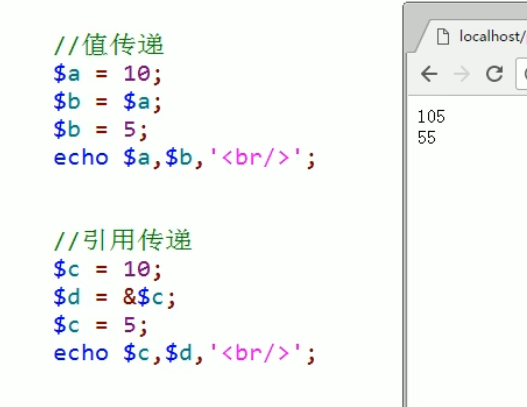 //值传递
$a = 10;
$b = $a;
$b = 5;
echo $a,$b,'<br/>';
//引用传递
$c = 10;
$d = &$c;
$c = 5;
echo $c,$d,'<br/>';
localhost/
105
55